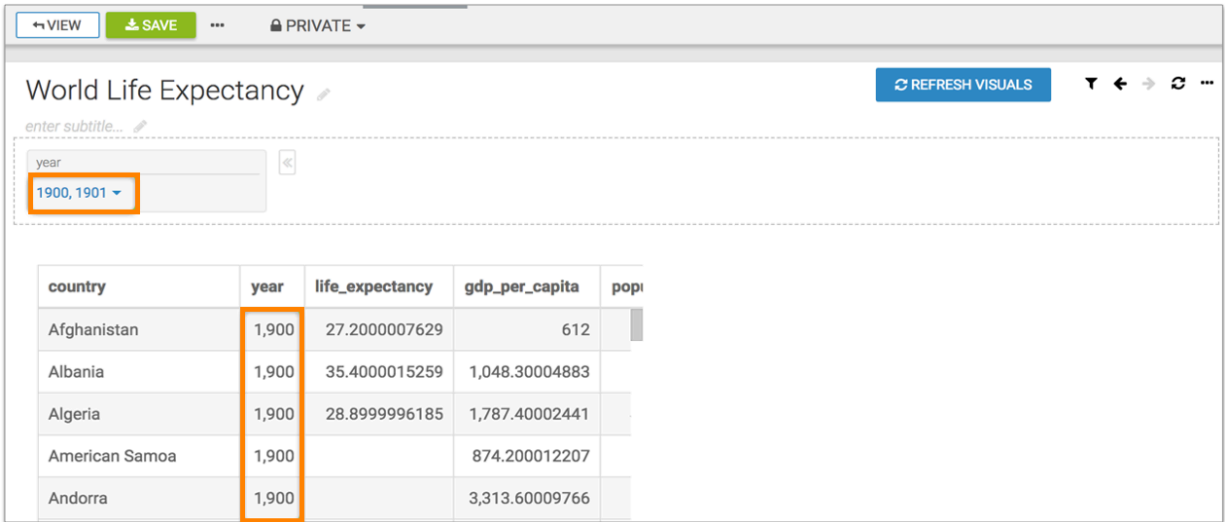 VIEW SAVE PRIVATE
World Life Expectancy REFRESH VISUALS
enter subtitle...
year
1900, 1901
country year life_expectancy gdp_per_capita
Afghanistan 1,900 27.2000007629 612
Albania 1,900 35.4000015259 1,048.30004883
Algeria 1,900 28.8999996185 1,787.40002441
American Samoa 1,900 874.200012207
Andorra 1,900 3,313.60009766